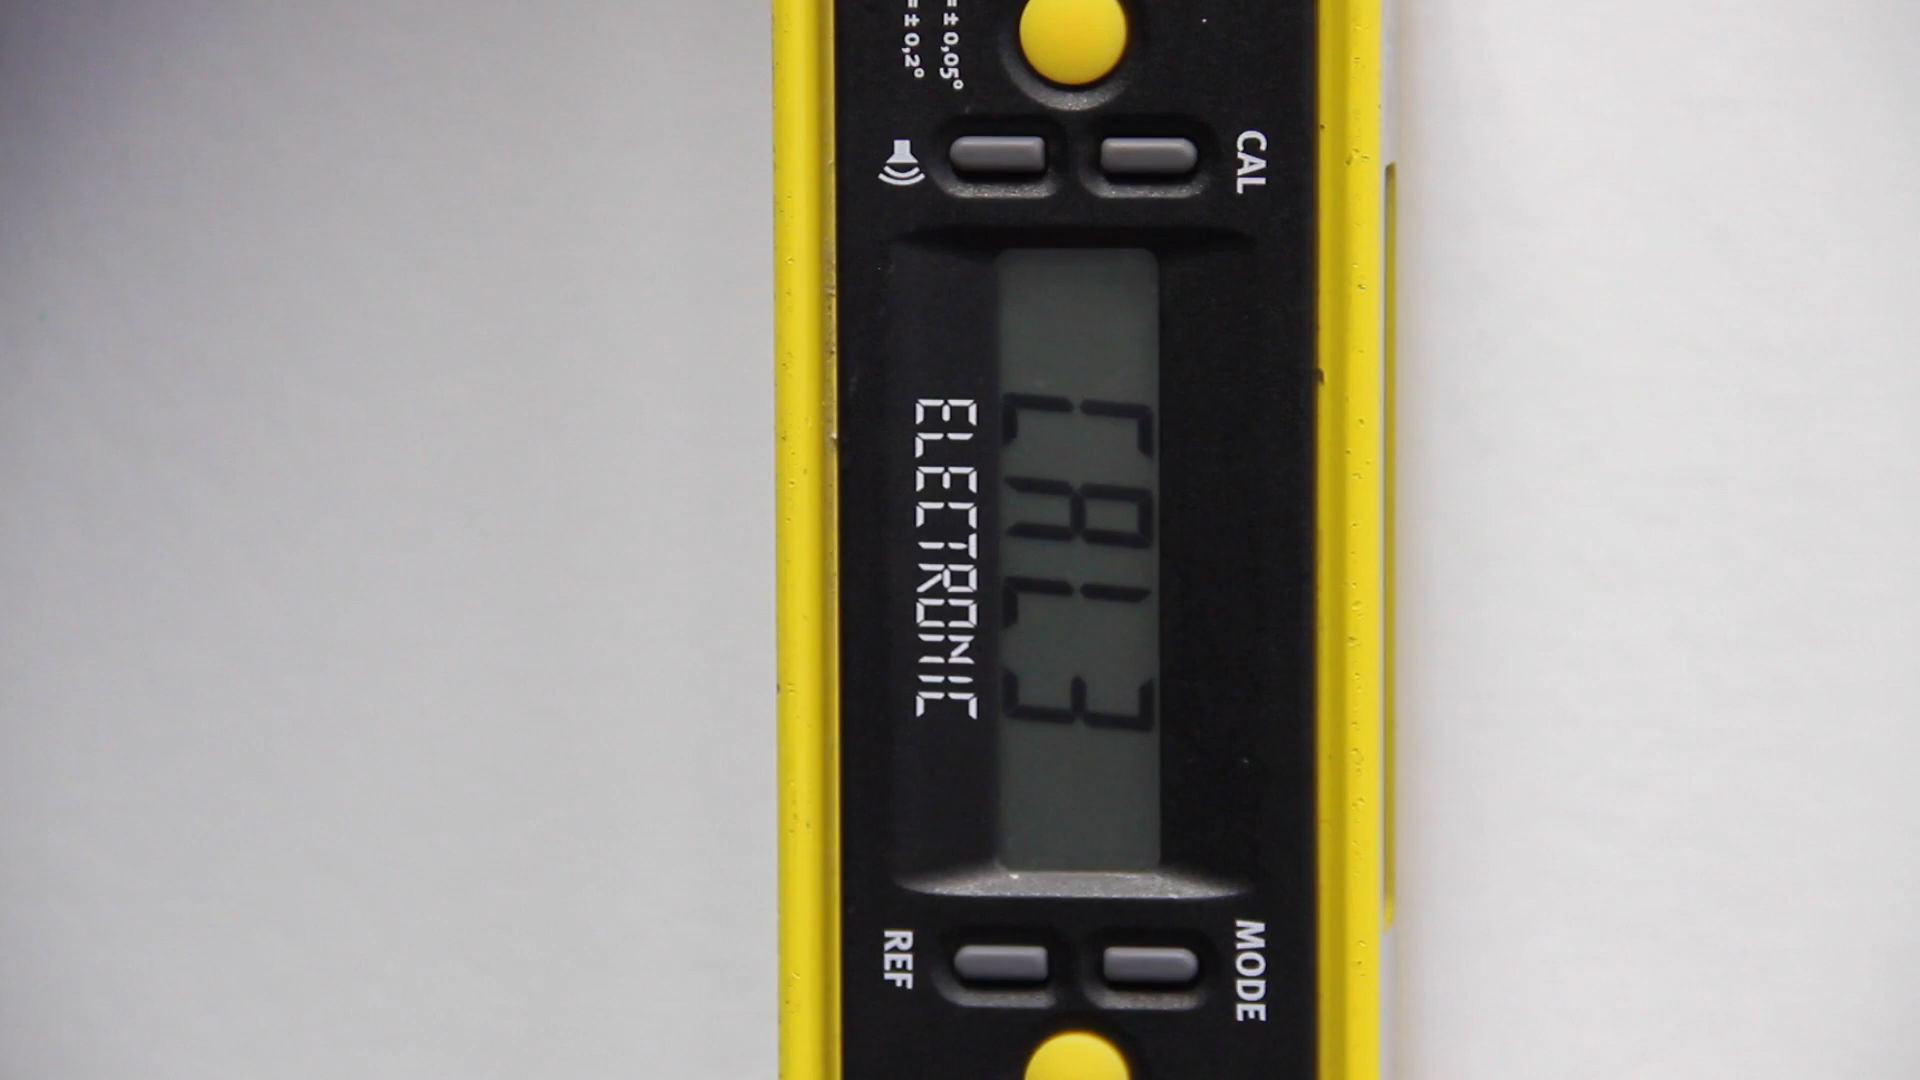 = ± 0,05°
= ± 0,2°
CAL
CAL3
ELECTRONIC
MODE
REF